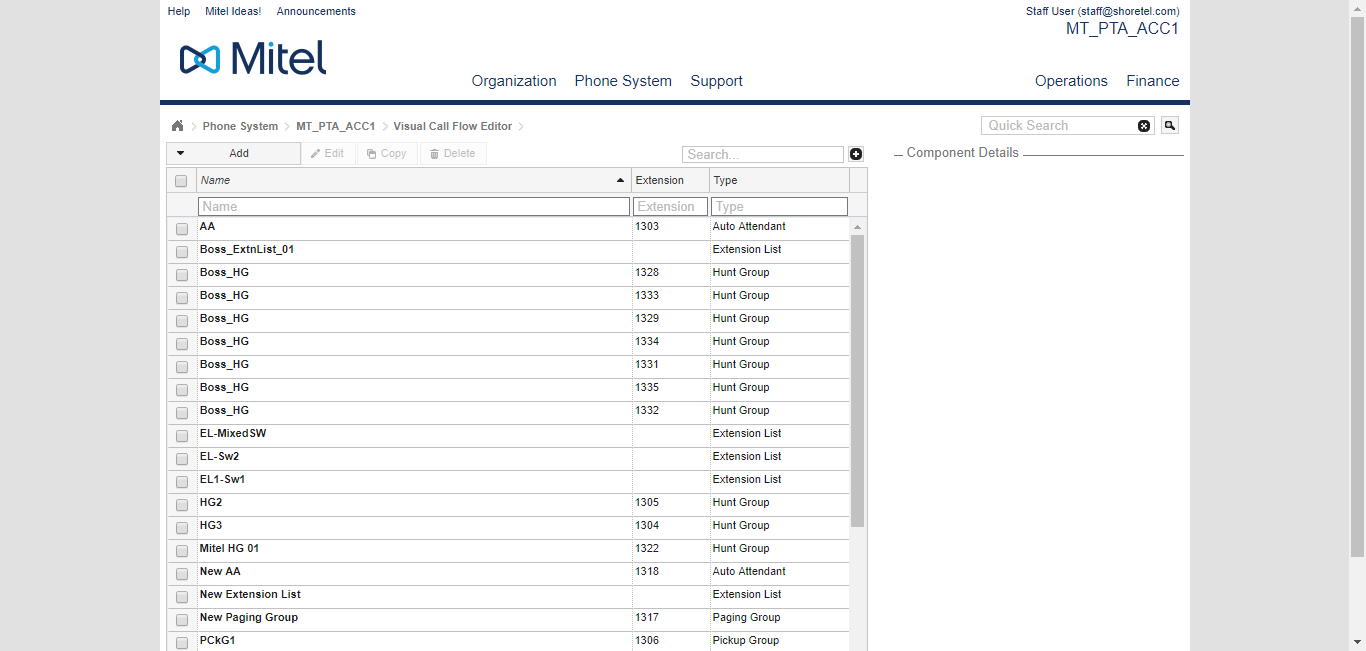 Help Mitel Ideas! Announcements Staff User (staff@shoretel.com)
MT_PTA_ACC1
Mitel
Organization Phone System Support Operations Finance
Phone System MT_PTA_ACC1 Visual Call Flow Editor Quick Search
Add Edit Copy Delete Search... Component Details
Name Extension Type
Name Extension Type
AA 1303 Auto Attendant
Boss_ExtnList_01 Extension List
Boss_HG 1328 Hunt Group
Boss_HG 1333 Hunt Group
Boss_HG 1329 Hunt Group
Boss_HG 1334 Hunt Group
Boss_HG 1331 Hunt Group
Boss_HG 1335 Hunt Group
Boss_HG 1332 Hunt Group
EL-MixedSW Extension List
EL-Sw2 Extension List
EL1-Sw1 Extension List
HG2 1305 Hunt Group
HG3 1304 Hunt Group
Mitel HG 01 1322 Hunt Group
New AA 1318 Auto Attendant
New Extension List Extension List
New Paging Group 1317 Paging Group
PCkG1 1306 Pickup Group